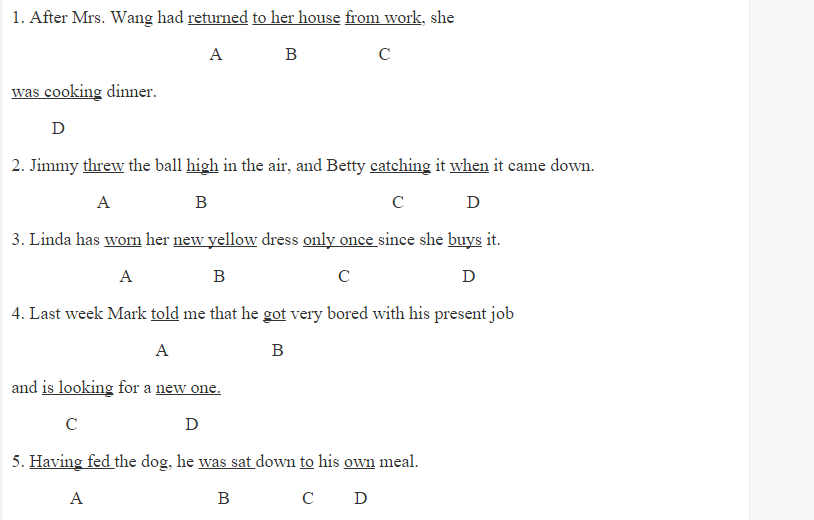 1. After Mrs. Wang had returned to her house from work, she
A B C
was cooking dinner.
D
2. Jimmy threw the ball high in the air, and Betty catching it when it came down.
A B C D
3. Linda has worn her new yellow dress only once since she buys it.
A B C D
4. Last week Mark told me that he got very bored with his present job
A B
and is looking for a new one.
C D
5. Having fed the dog, he was sat down to his own meal.
A B C D